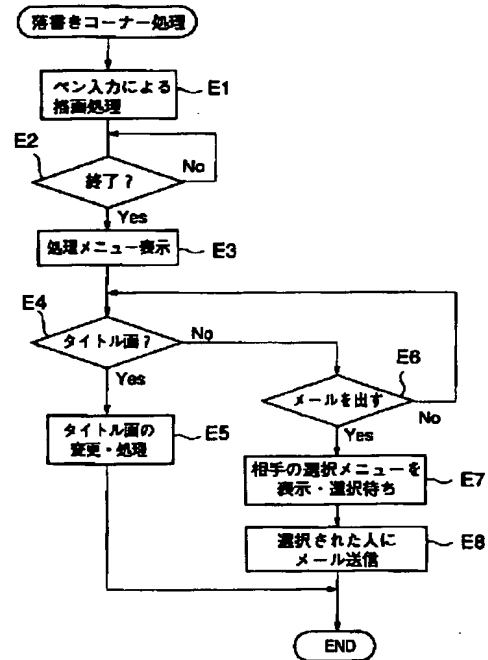 落書きコーナー処理
ペン入力による
描画処理
E1
E2
終了？
No
Yes
処理メニュー表示
E3
E4
タイトル画？
No
Yes
E6
メールを出す
No
Yes
タイトル画の
変更・処理
E5
相手の選択メニューを
表示・選択待ち
E7
選択された人に
メール送信
E8
END